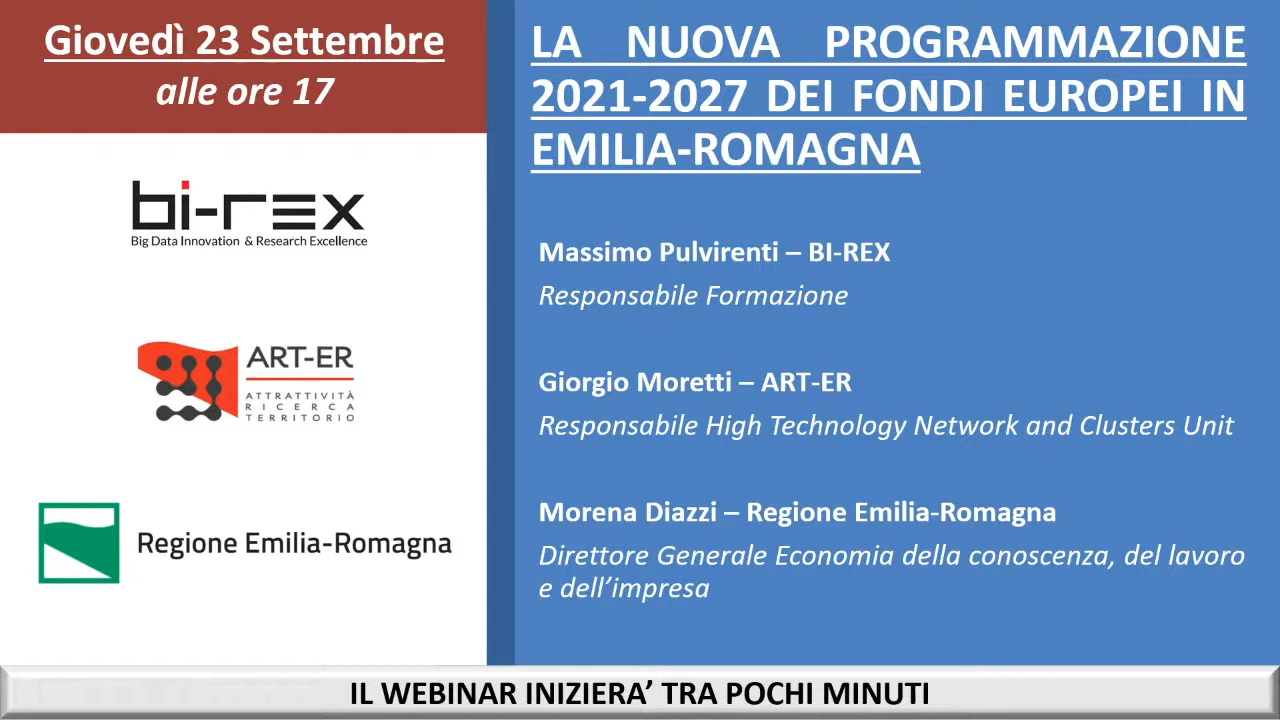 Giovedì 23 Settembre
alle ore 17
bi-rex
Big Data Innovation & Research Excellence
ART-ER
ATTRATTIVITÀ
RICERCA
TERRITORIO
Regione Emilia-Romagna
LA NUOVA PROGRAMMAZIONE
2021-2027 DEI FONDI EUROPEI IN
EMILIA-ROMAGNA
Massimo Pulvirenti – BI-REX
Responsabile Formazione
Giorgio Moretti – ART-ER
Responsabile High Technology Network and Clusters Unit
Morena Diazzi – Regione Emilia-Romagna
Direttore Generale Economia della conoscenza, del lavoro
e dell’impresa
IL WEBINAR INIZIERA’ TRA POCHI MINUTI